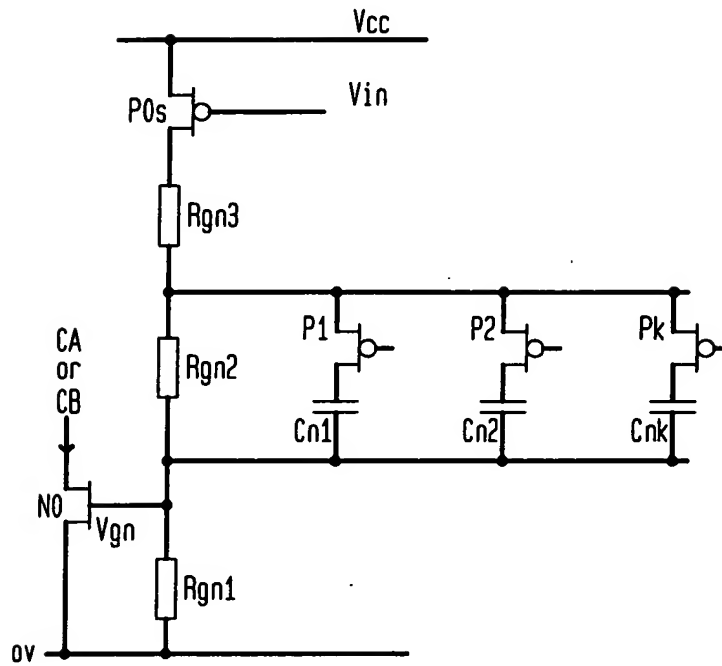 Vcc
P0s
Vin
Rgn3
CA
or
CB
Rgn2
P1
P2
Pk
Cn1
Cn2
Cnk
N0
Vgn
Rgn1
0V